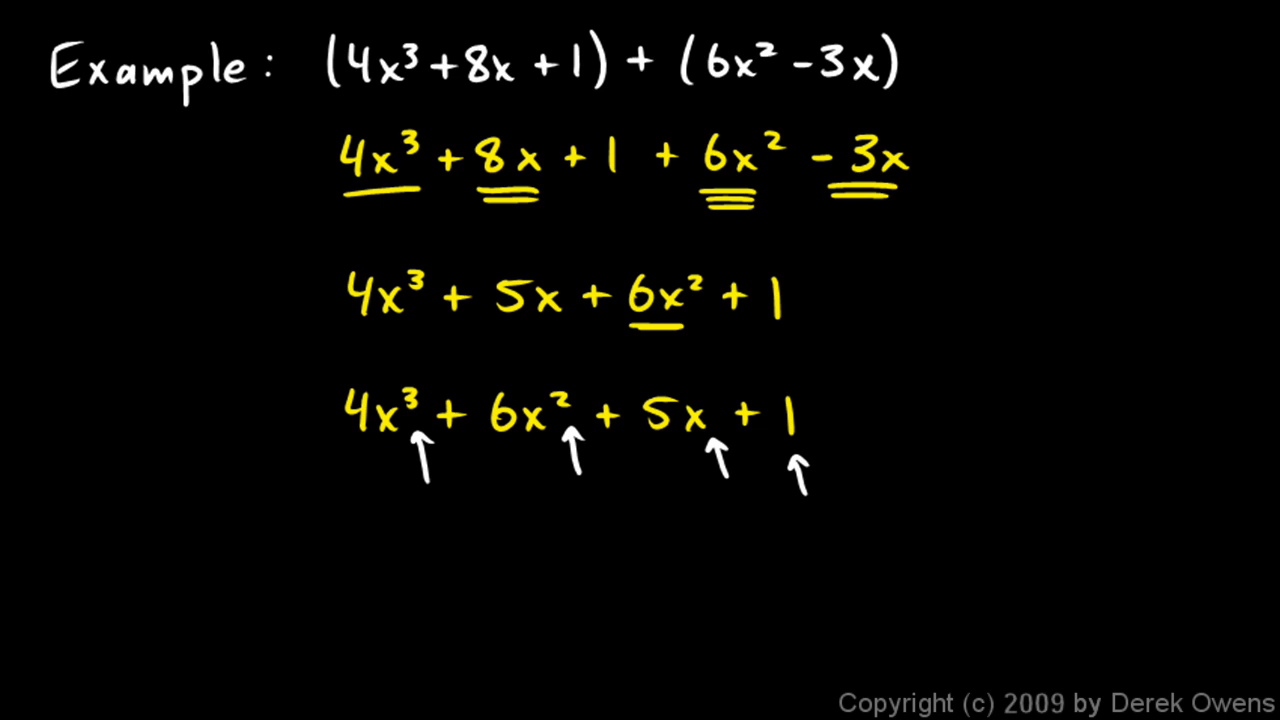 Example: (4x³ + 8x + 1) + (6x² - 3x)
4x³ + 8x + 1 + 6x² - 3x
4x³ + 5x + 6x² + 1
4x³ + 6x² + 5x + 1
Copyright (c) 2009 by Derek Owens